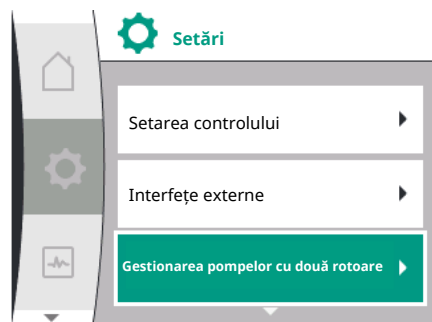 Setări
Setarea controlului
Interfețe externe
Gestionarea pompelor cu două rotoare